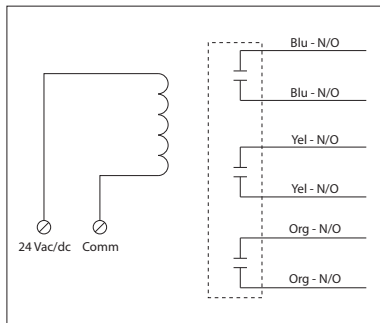 Blu - N/O
Blu - N/O
Yel - N/O
Yel - N/O
Org - N/O
Org - N/O
24 Vac/dc Comm